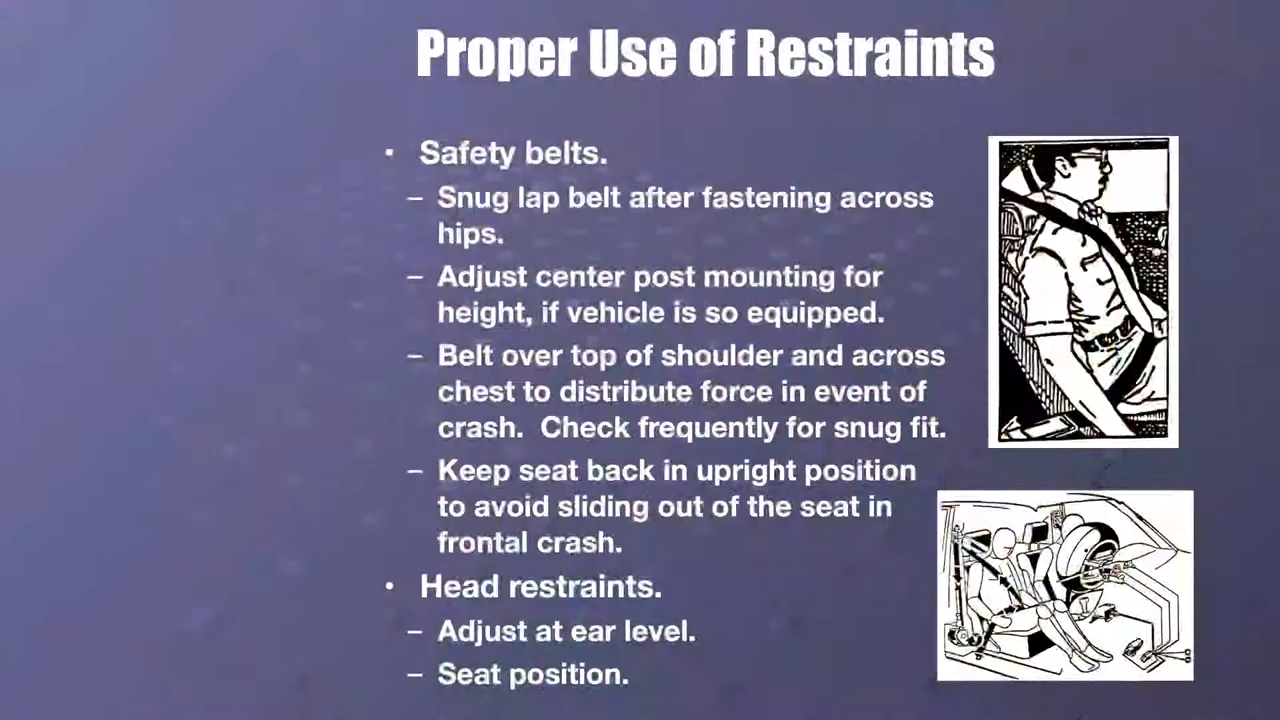 Proper Use of Restraints
• Safety belts.
– Snug lap belt after fastening across
hips.
– Adjust center post mounting for
height, if vehicle is so equipped.
– Belt over top of shoulder and across
chest to distribute force in event of
crash.  Check frequently for snug fit.
– Keep seat back in upright position
to avoid sliding out of the seat in
frontal crash.
• Head restraints.
– Adjust at ear level.
– Seat position.